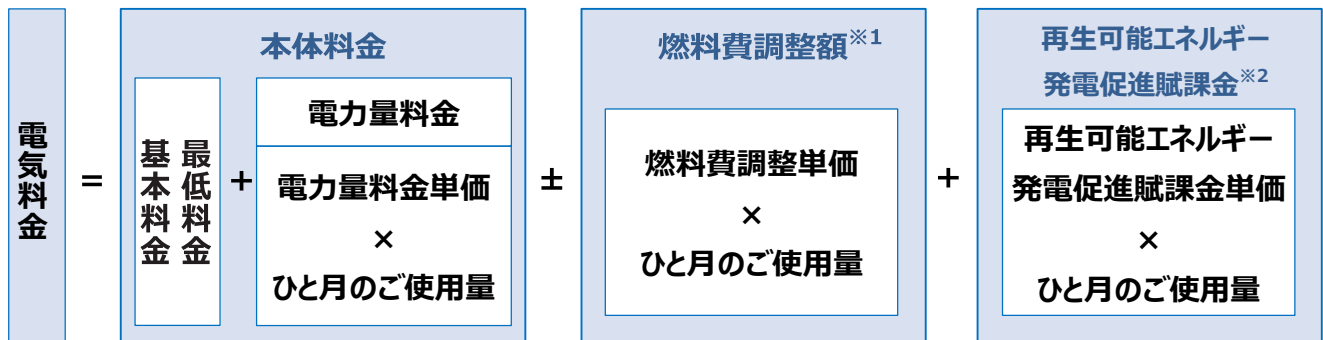 電気料金
=
本体料金
最低料金
基本料金
+
電力量料金
電力量料金単価
×
ひと月のご使用量
±
燃料費調整額※1
燃料費調整単価
×
ひと月のご使用量
+
再生可能エネルギー
発電促進賦課金※2
再生可能エネルギー
発電促進賦課金単価
×
ひと月のご使用量